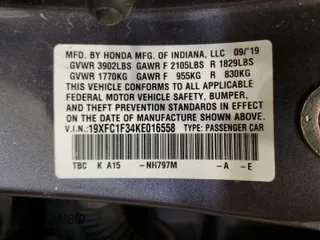 MFD. BY HONDA MFG. OF INDIANA, LLC 09/'19
GVWR 3902LBS GAWR F 2105LBS R 1829LBS
GVWR 1770KG GAWR F 955KG R 830KG
THIS VEHICLE CONFORMS TO ALL APPLICABLE
FEDERAL MOTOR VEHICLE SAFETY, BUMPER,
AND THEFT PREVENTION STANDARDS IN EFFECT
ON THE DATE OF MANUFACTURE SHOWN ABOVE.
V.I.N.:19XFC1F34KE016558 TYPE: PASSENGER CAR
TBC K A15 -NH797M -A -E